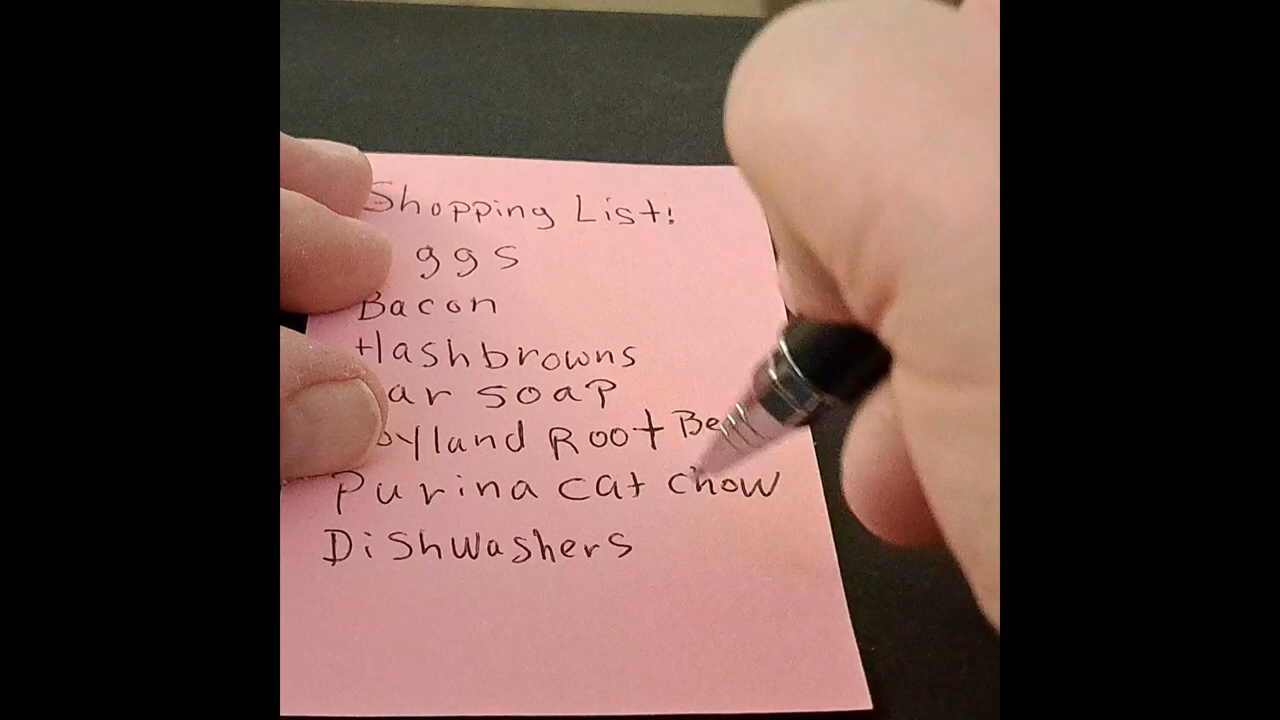 Shopping List!
ggs
Bacon
Hashbrowns
ar soap
oyland Root Be
Purina cat chow
Dishwashers